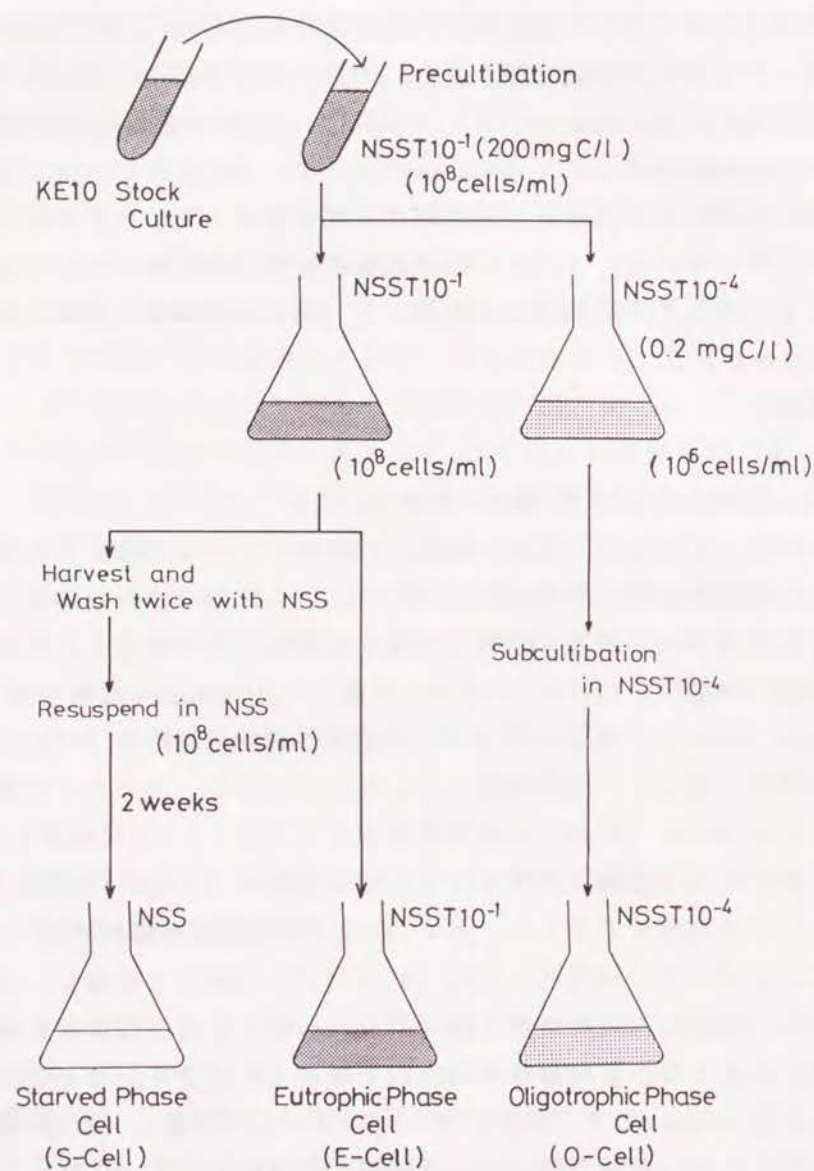 Precultibation
NSST10⁻¹(200mgC/l)
(10⁸cells/ml)
KE10 Stock
Culture
NSST10⁻¹
NSST10⁻⁴
(0.2 mgC/l)
(10⁸cells/ml)
(10⁶cells/ml)
Harvest and
Wash twice with NSS
Subcultibation
in NSST10⁻⁴
Resuspend in NSS
(10⁸cells/ml)
2 weeks
NSS
NSST10⁻¹
NSST10⁻⁴
Starved Phase
Cell
(S-Cell)
Eutrophic Phase
Cell
(E-Cell)
Oligotrophic Phase
Cell
(O-Cell)